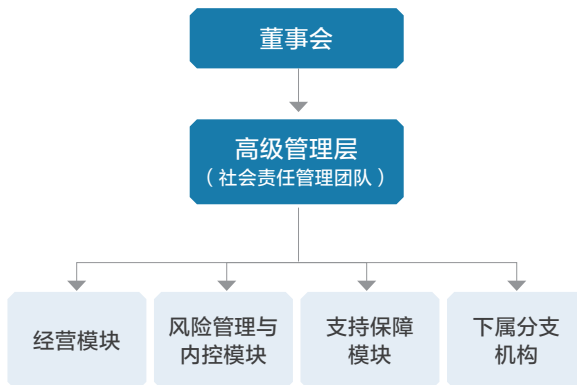 董事会
高级管理层
（社会责任管理团队）
经营模块
风险管理与
内控模块
支持保障
模块
下属分支
机构